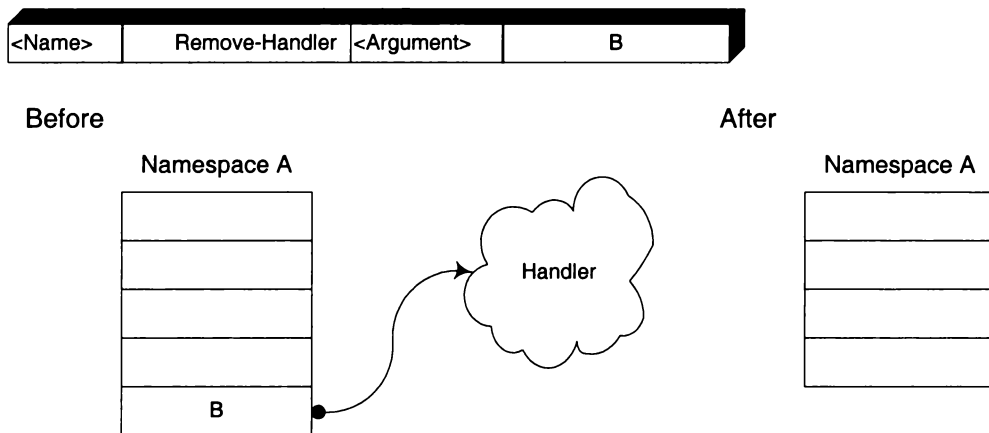 <Name> Remove-Handler <Argument> B
Before After
Namespace A Namespace A
Handler
B